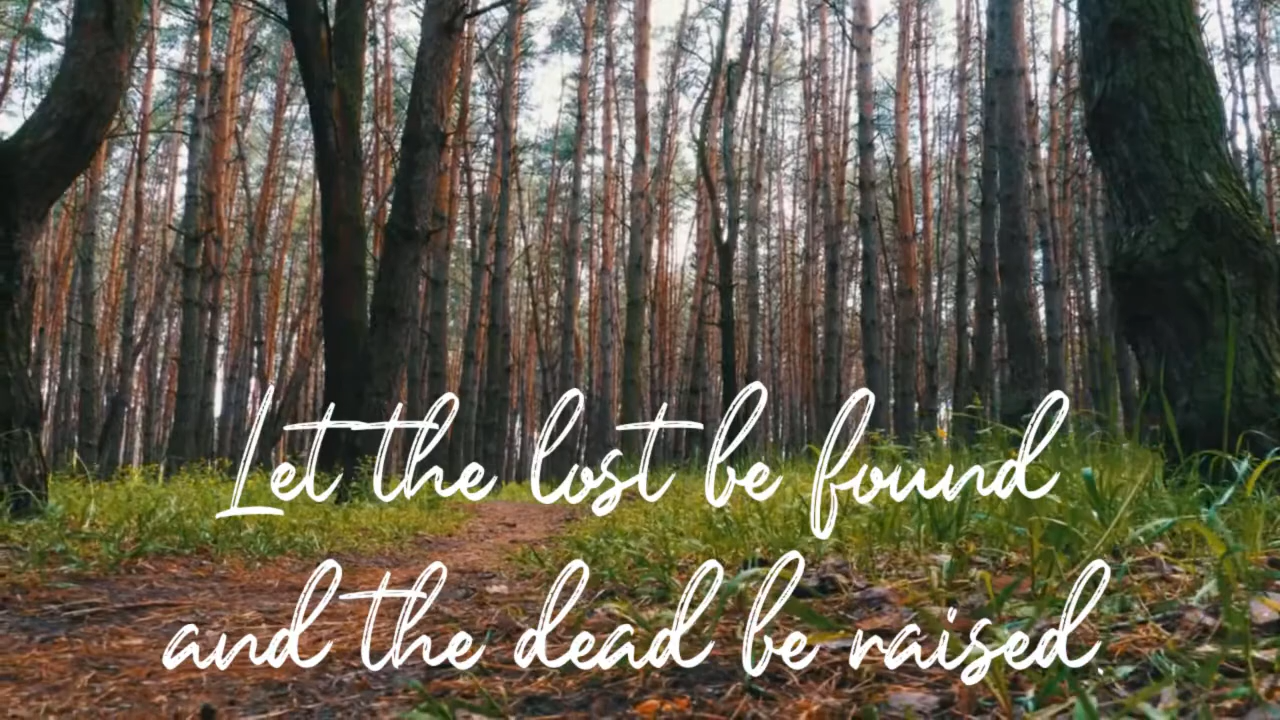 Let the lost be found
and the dead be raised.